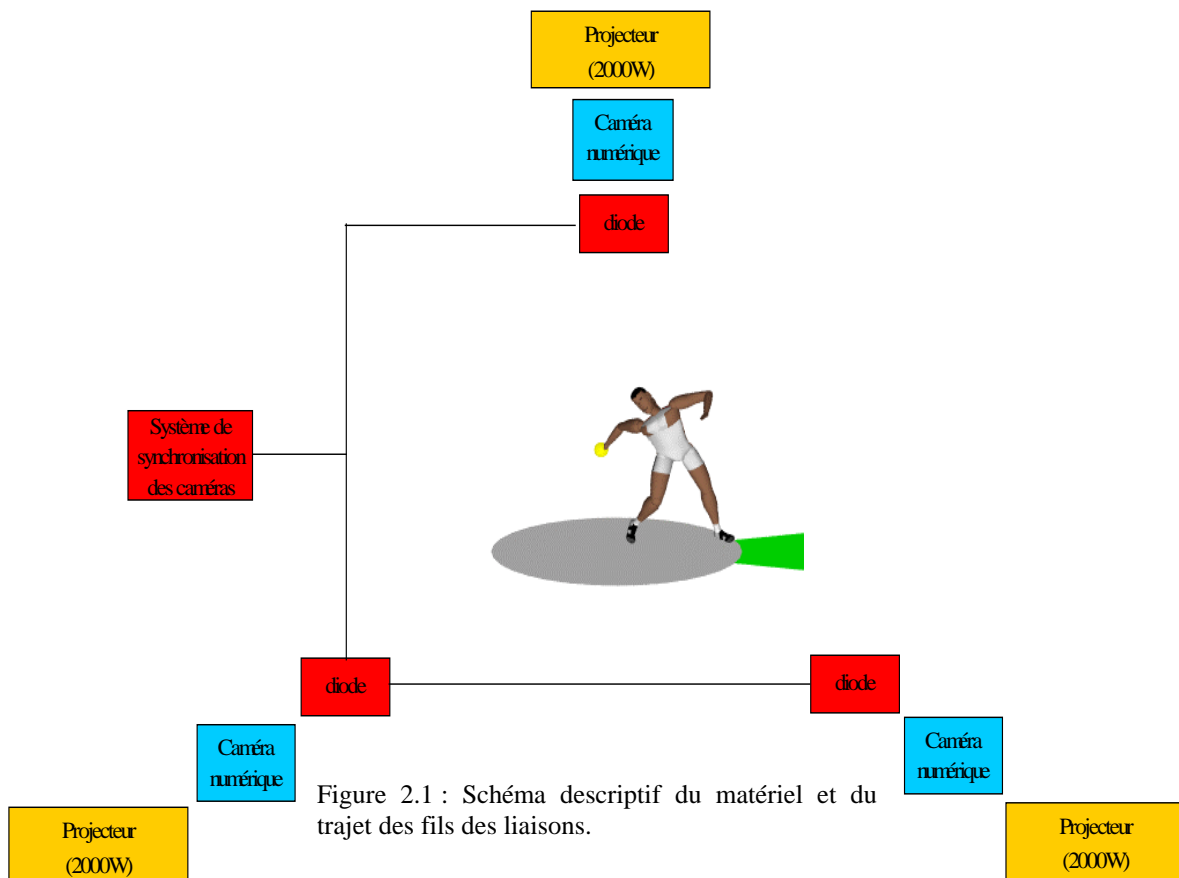 Projecteur
(2000W)
Caméra
numérique
diode
Système de
synchronisation
des caméras
diode
diode
Caméra
numérique
Caméra
numérique
Figure 2.1 : Schéma descriptif du matériel et du
trajet des fils des liaisons.
Projecteur
(2000W)
Projecteur
(2000W)